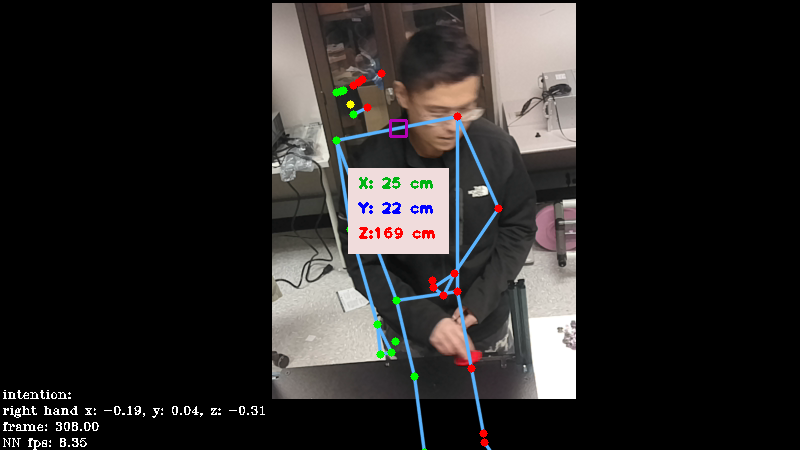 X: 25 cm
Y: 22 cm
Z:169 cm
intention:
right hand x: -0.19, y: 0.04, z: -0.31
frame: 308.00
NN fps: 8.35